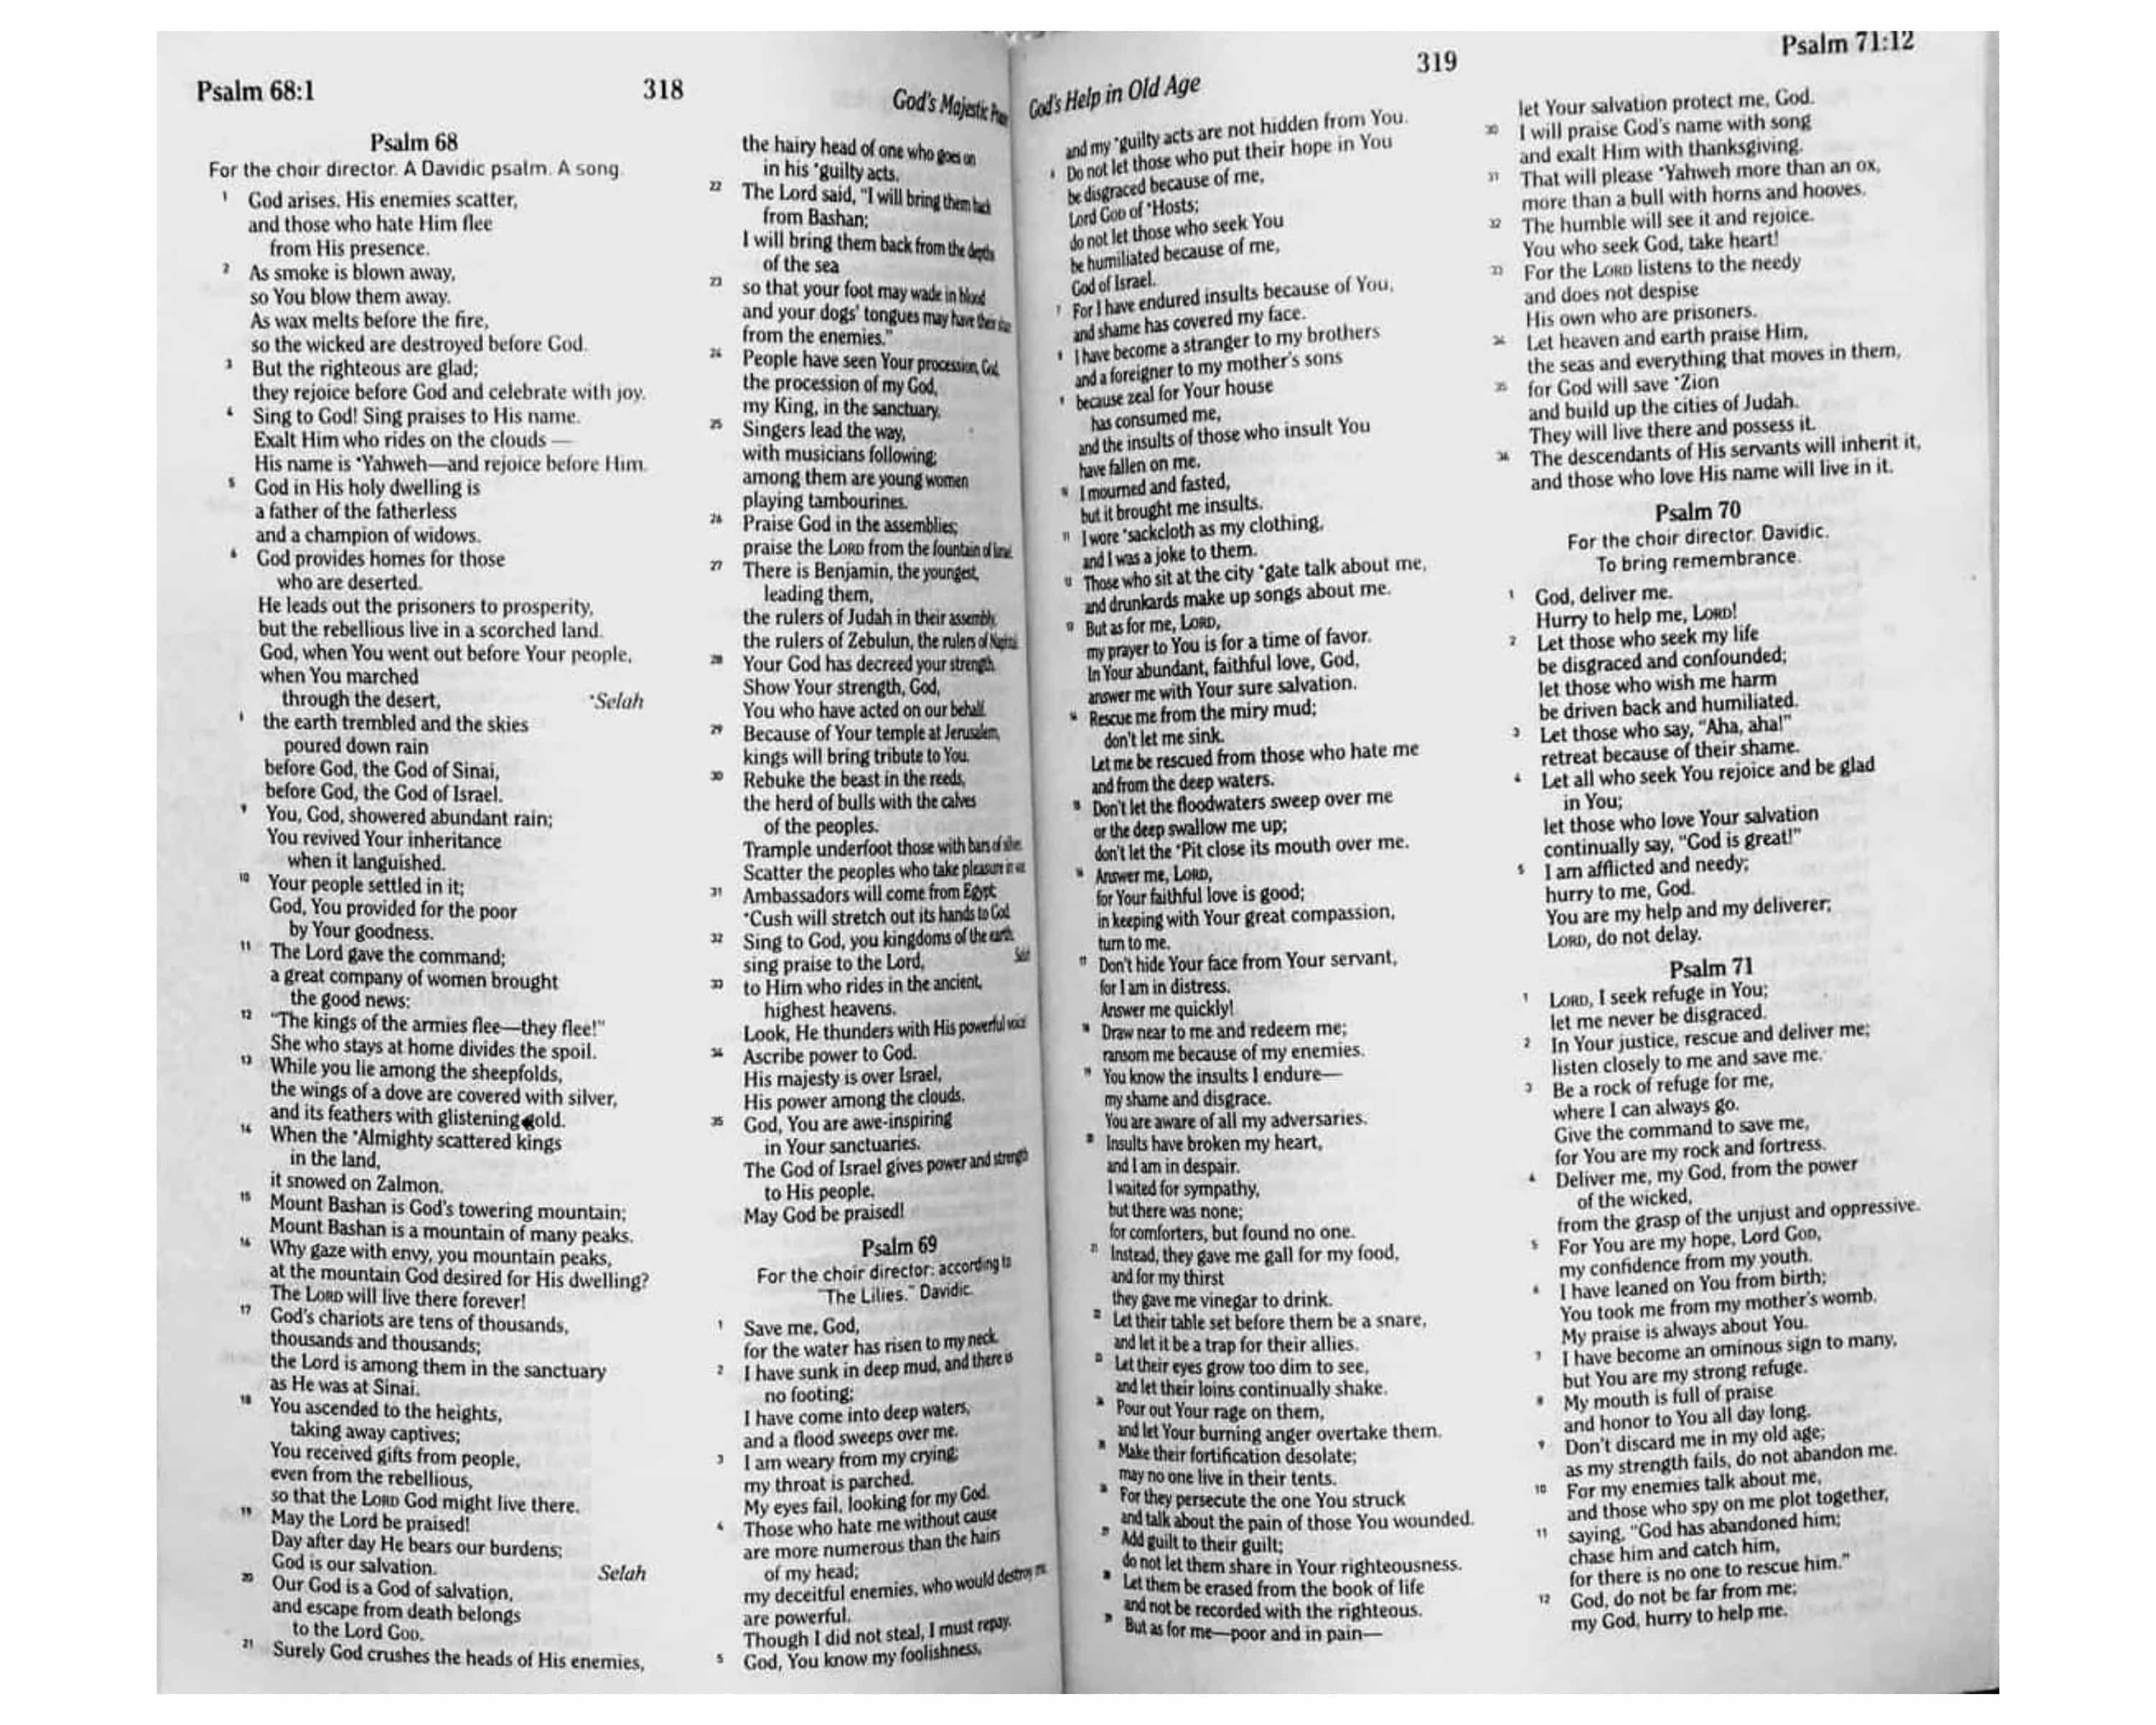 Psalm 68:1
318
God's Majestic
Psalm 68
For the choir director. A Davidic psalm. A song.
1 God arises. His enemies scatter,
and those who hate Him flee
from His presence.
2 As smoke is blown away,
so You blow them away.
As wax melts before the fire,
so the wicked are destroyed before God.
3 But the righteous are glad;
they rejoice before God and celebrate with joy.
4 Sing to God! Sing praises to His name.
Exalt Him who rides on the clouds —
His name is •Yahweh—and rejoice before Him.
5 God in His holy dwelling is
a father of the fatherless
and a champion of widows.
6 God provides homes for those
who are deserted.
He leads out the prisoners to prosperity,
but the rebellious live in a scorched land.
God, when You went out before Your people,
when You marched
through the desert, •Selah
8 the earth trembled and the skies
poured down rain
before God, the God of Sinai,
before God, the God of Israel.
9 You, God, showered abundant rain;
You revived Your inheritance
when it languished.
10 Your people settled in it;
God, You provided for the poor
by Your goodness.
11 The Lord gave the command;
a great company of women brought
the good news:
12 "The kings of the armies flee—they flee!"
She who stays at home divides the spoil.
13 While you lie among the sheepfolds,
the wings of a dove are covered with silver,
and its feathers with glistening gold.
14 When the •Almighty scattered kings
in the land,
it snowed on Zalmon.
15 Mount Bashan is God's towering mountain;
Mount Bashan is a mountain of many peaks.
16 Why gaze with envy, you mountain peaks,
at the mountain God desired for His dwelling?
The LORD will live there forever!
17 God's chariots are tens of thousands,
thousands and thousands;
the Lord is among them in the sanctuary
as He was at Sinai.
18 You ascended to the heights,
taking away captives;
You received gifts from people,
even from the rebellious,
so that the LORD God might live there.
19 May the Lord be praised!
Day after day He bears our burdens;
God is our salvation. Selah
20 Our God is a God of salvation,
and escape from death belongs
to the Lord GOD.
21 Surely God crushes the heads of His enemies,
the hairy head of one who goes on
in his •guilty acts.
22 The Lord said, "I will bring them back
from Bashan;
I will bring them back from the depths
of the sea
23 so that your foot may wade in blood
and your dogs' tongues may have their share
from the enemies."
24 People have seen Your procession, God,
the procession of my God,
my King, in the sanctuary.
25 Singers lead the way,
with musicians following;
among them are young women
playing tambourines.
26 Praise God in the assemblies;
praise the LORD from the fountain of Israel.
27 There is Benjamin, the youngest,
leading them,
the rulers of Judah in their assembly,
the rulers of Zebulun, the rulers of Naphtali.
28 Your God has decreed your strength.
Show Your strength, God,
You who have acted on our behalf.
29 Because of Your temple at Jerusalem,
kings will bring tribute to You.
30 Rebuke the beast in the reeds,
the herd of bulls with the calves
of the peoples.
Trample underfoot those with bars of silver.
Scatter the peoples who take pleasure in war.
31 Ambassadors will come from Egypt;
•Cush will stretch out its hands to God.
32 Sing to God, you kingdoms of the earth;
sing praise to the Lord, Selah
33 to Him who rides in the ancient,
highest heavens.
Look, He thunders with His powerful voice!
34 Ascribe power to God.
His majesty is over Israel,
His power among the clouds.
35 God, You are awe-inspiring
in Your sanctuaries.
The God of Israel gives power and strength
to His people.
May God be praised!
Psalm 69
For the choir director: according to
"The Lilies." Davidic.
1 Save me, God,
for the water has risen to my neck.
2 I have sunk in deep mud, and there is
no footing;
I have come into deep waters,
and a flood sweeps over me.
3 I am weary from my crying;
my throat is parched.
My eyes fail, looking for my God.
4 Those who hate me without cause
are more numerous than the hairs
of my head;
my deceitful enemies, who would destroy me,
are powerful.
Though I did not steal, I must repay.
5 God, You know my foolishness,
God's Help in Old Age
319
Psalm 71:12
and my •guilty acts are not hidden from You.
6 Do not let those who put their hope in You
be disgraced because of me,
Lord GOD of •Hosts;
do not let those who seek You
be humiliated because of me,
God of Israel.
7 For I have endured insults because of You,
and shame has covered my face.
8 I have become a stranger to my brothers
and a foreigner to my mother's sons
9 because zeal for Your house
has consumed me,
and the insults of those who insult You
have fallen on me.
10 I mourned and fasted,
but it brought me insults.
11 I wore •sackcloth as my clothing,
and I was a joke to them.
12 Those who sit at the city •gate talk about me,
and drunkards make up songs about me.
13 But as for me, LORD,
my prayer to You is for a time of favor.
In Your abundant, faithful love, God,
answer me with Your sure salvation.
14 Rescue me from the miry mud;
don't let me sink.
Let me be rescued from those who hate me
and from the deep waters.
15 Don't let the floodwaters sweep over me
or the deep swallow me up;
don't let the •Pit close its mouth over me.
16 Answer me, LORD,
for Your faithful love is good;
in keeping with Your great compassion,
turn to me.
17 Don't hide Your face from Your servant,
for I am in distress.
Answer me quickly!
18 Draw near to me and redeem me;
ransom me because of my enemies.
19 You know the insults I endure—
my shame and disgrace.
You are aware of all my adversaries.
20 Insults have broken my heart,
and I am in despair.
I waited for sympathy,
but there was none;
for comforters, but found no one.
21 Instead, they gave me gall for my food,
and for my thirst
they gave me vinegar to drink.
22 Let their table set before them be a snare,
and let it be a trap for their allies.
23 Let their eyes grow too dim to see,
and let their loins continually shake.
24 Pour out Your rage on them,
and let Your burning anger overtake them.
25 Make their fortification desolate;
may no one live in their tents.
26 For they persecute the one You struck
and talk about the pain of those You wounded.
27 Add guilt to their guilt;
do not let them share in Your righteousness.
28 Let them be erased from the book of life
and not be recorded with the righteous.
29 But as for me—poor and in pain—
let Your salvation protect me, God.
30 I will praise God's name with song
and exalt Him with thanksgiving.
31 That will please •Yahweh more than an ox,
more than a bull with horns and hooves.
32 The humble will see it and rejoice.
You who seek God, take heart!
33 For the LORD listens to the needy
and does not despise
His own who are prisoners.
34 Let heaven and earth praise Him,
the seas and everything that moves in them,
35 for God will save •Zion
and build up the cities of Judah.
They will live there and possess it.
36 The descendants of His servants will inherit it,
and those who love His name will live in it.
Psalm 70
For the choir director. Davidic.
To bring remembrance.
1 God, deliver me.
Hurry to help me, LORD!
2 Let those who seek my life
be disgraced and confounded;
let those who wish me harm
be driven back and humiliated.
3 Let those who say, "Aha, aha!"
retreat because of their shame.
4 Let all who seek You rejoice and be glad
in You;
let those who love Your salvation
continually say, "God is great!"
5 I am afflicted and needy;
hurry to me, God.
You are my help and my deliverer;
LORD, do not delay.
Psalm 71
1 LORD, I seek refuge in You;
let me never be disgraced.
2 In Your justice, rescue and deliver me;
listen closely to me and save me.
3 Be a rock of refuge for me,
where I can always go.
Give the command to save me,
for You are my rock and fortress.
4 Deliver me, my God, from the power
of the wicked,
from the grasp of the unjust and oppressive.
5 For You are my hope, Lord GOD,
my confidence from my youth.
6 I have leaned on You from birth;
You took me from my mother's womb.
My praise is always about You.
7 I have become an ominous sign to many,
but You are my strong refuge.
8 My mouth is full of praise
and honor to You all day long.
9 Don't discard me in my old age;
as my strength fails, do not abandon me.
10 For my enemies talk about me,
and those who spy on me plot together,
11 saying, "God has abandoned him;
chase him and catch him,
for there is no one to rescue him."
12 God, do not be far from me;
my God, hurry to help me.